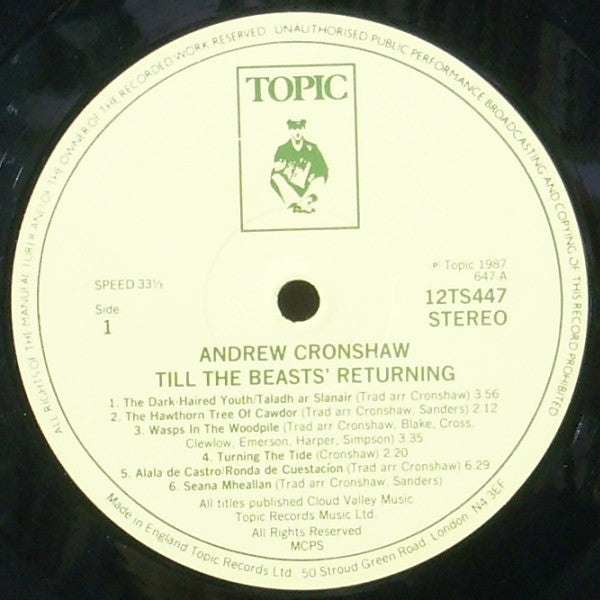 ALL RIGHTS OF THE MANUFACTURER AND OF THE OWNER OF THE RECORDED WORK RESERVED UNAUTHORISED PUBLIC PERFORMANCE BROADCASTING AND COPYING OF THIS RECORD PROHIBITED
TOPIC
SPEED 33⅓
Side
1
℗ Topic 1987
647-A
12TS447
STEREO
ANDREW CRONSHAW
TILL THE BEASTS' RETURNING
1. The Dark-Haired Youth/Taladh ar Slanair (Trad arr Cronshaw) 3.56
2. The Hawthorn Tree Of Cawdor (Trad arr Cronshaw, Sanders) 2.12
3. Wasps In The Woodpile (Trad arr Cronshaw, Blake, Cross,
Clewlow, Emerson, Harper, Simpson) 3.35
4. Turning The Tide (Cronshaw) 2.20
5. Alala de Castro/Ronda de Cuestacíon (Trad arr Cronshaw) 6.29
6. Seana Mheallan (Trad arr Cronshaw, Sanders)
All titles published Cloud Valley Music
Topic Records Music Ltd.
All Rights Reserved
MCPS
Made in England Topic Records Ltd. 50 Stroud Green Road, London, N4 3EF